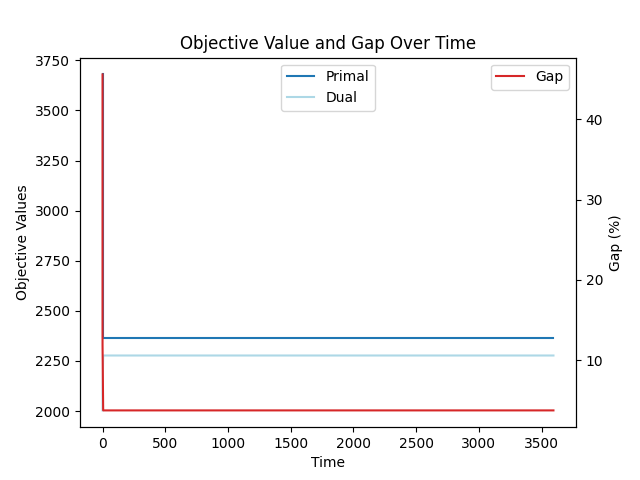 Objective Value and Gap Over Time
3750
3500
3250
3000
2750
2500
2250
2000
Objective Values
Primal
Dual
Gap
40
30
20
10
Gap (%)
0
500
1000
1500
2000
2500
3000
3500
Time